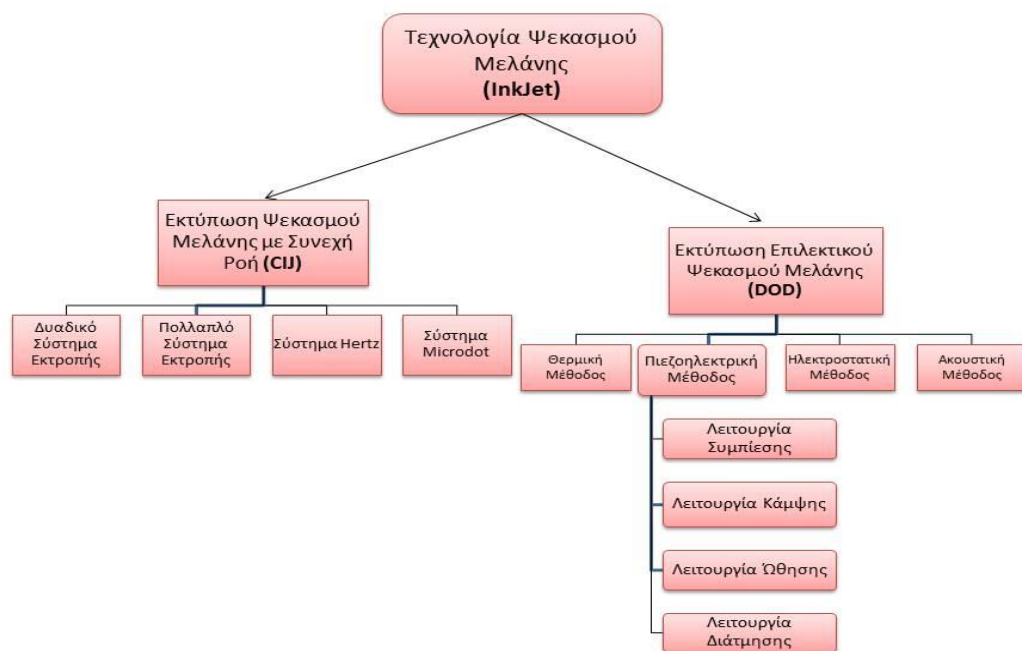 Τεχνολογία Ψεκασμού
Μελάνης
(InkJet)
Εκτύπωση Ψεκασμού
Μελάνης με Συνεχή
Ροή (CIJ)
Εκτύπωση Επιλεκτικού
Ψεκασμού Μελάνης
(DOD)
Δυαδικό
Σύστημα
Εκτροπής
Πολλαπλό
Σύστημα
Εκτροπής
Σύστημα Hertz
Σύστημα
Microdot
Θερμική
Μέθοδος
Πιεζοηλεκτρική
Μέθοδος
Ηλεκτροστατική
Μέθοδος
Ακουστική
Μέθοδος
Λειτουργία
Συμπίεσης
Λειτουργία Κάμψης
Λειτουργία Ώθησης
Λειτουργία
Διάτμησης